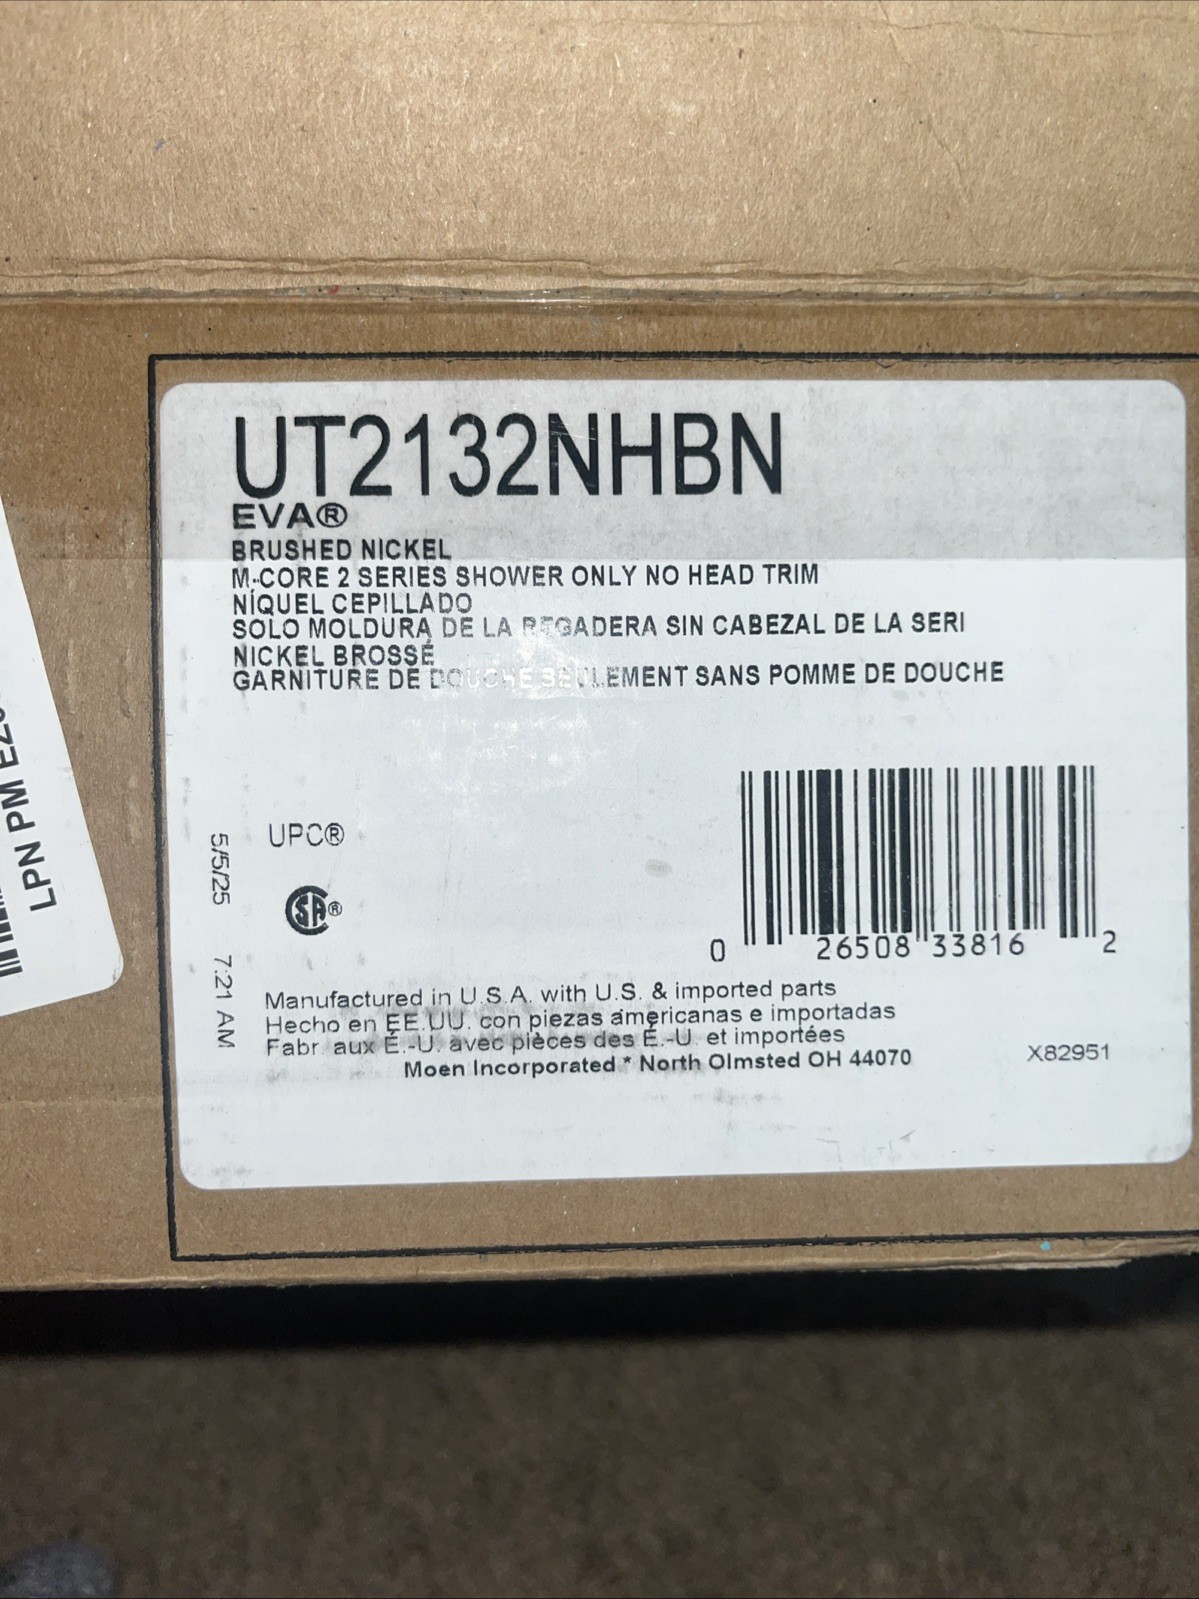 UT2132NHBN
EVA®
BRUSHED NICKEL
M-CORE 2 SERIES SHOWER ONLY NO HEAD TRIM
NÍQUEL CEPILLADO
SOLO MOLDURA DE LA REGADERA SIN CABEZAL DE LA SERI
NICKEL BROSSÉ
GARNITURE DE DOUCHE SEULEMENT SANS POMME DE DOUCHE
UPC®
SA®
5/5/25 7:21 AM
0 26508 33816 2
Manufactured in U.S.A. with U.S. & imported parts
Hecho en EE.UU. con piezas americanas e importadas
Fabr. aux É.-U. avec pièces des É.-U. et importées
Moen Incorporated * North Olmsted OH 44070
X82951
LPN PM